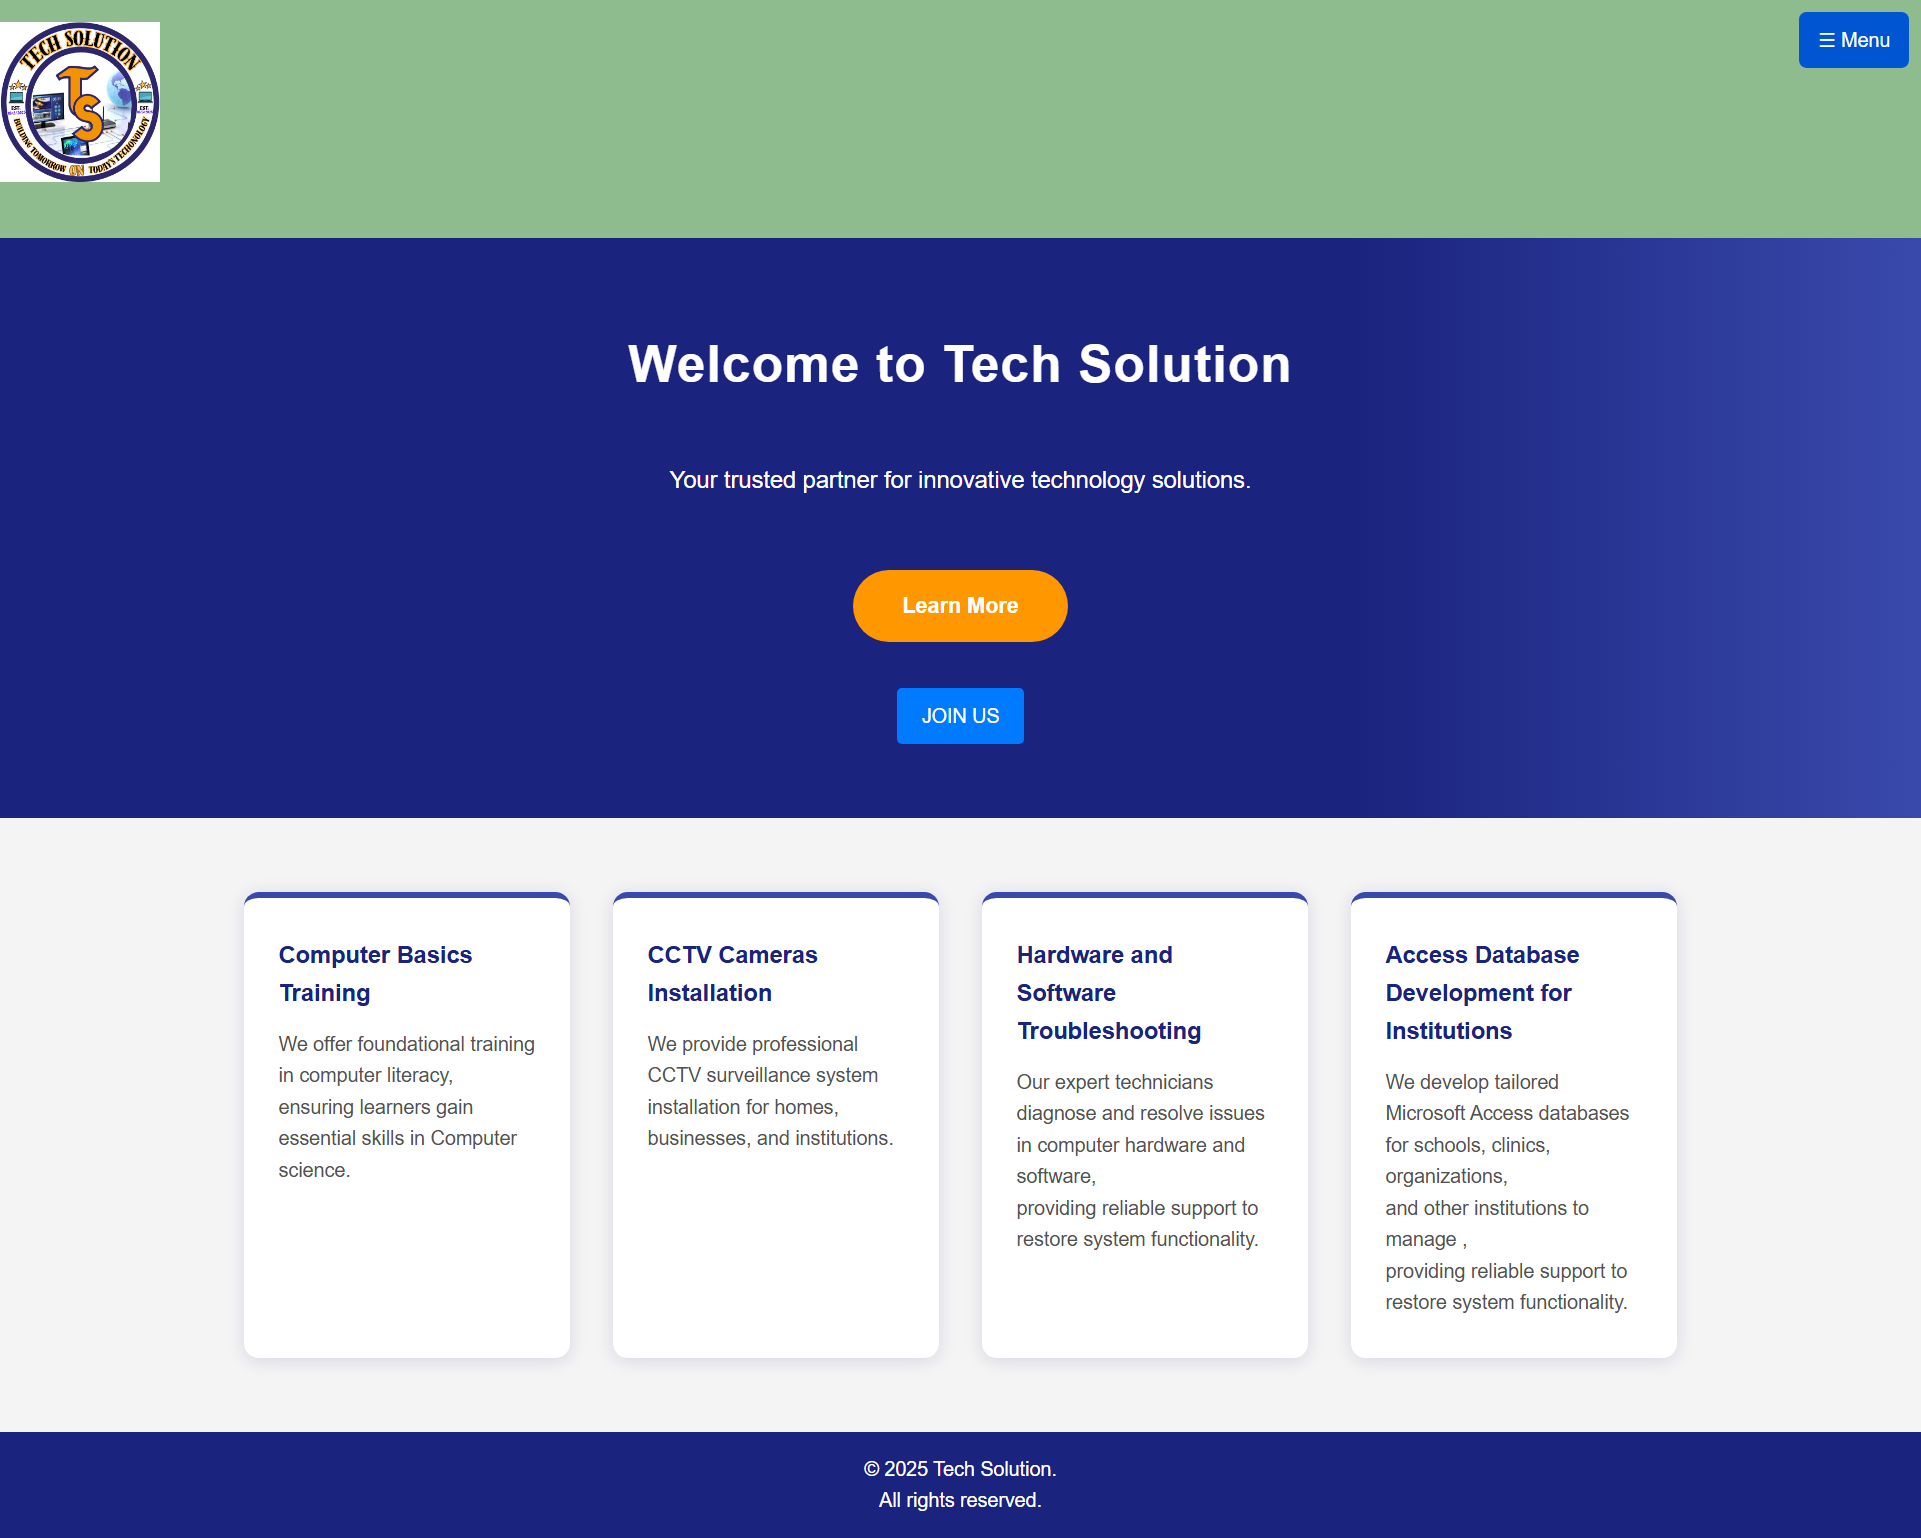 TECH SOLUTION
TS
EST.
EST.
BUILDING TOMORROW ON TODAY'S TECHONOLOGY
☰ Menu
Welcome to Tech Solution
Your trusted partner for innovative technology solutions.
Learn More
JOIN US
Computer Basics
Training
We offer foundational training
in computer literacy,
ensuring learners gain
essential skills in Computer
science.
CCTV Cameras
Installation
We provide professional
CCTV surveillance system
installation for homes,
businesses, and institutions.
Hardware and
Software
Troubleshooting
Our expert technicians
diagnose and resolve issues
in computer hardware and
software,
providing reliable support to
restore system functionality.
Access Database
Development for
Institutions
We develop tailored
Microsoft Access databases
for schools, clinics,
organizations,
and other institutions to
manage ,
providing reliable support to
restore system functionality.
© 2025 Tech Solution.
All rights reserved.